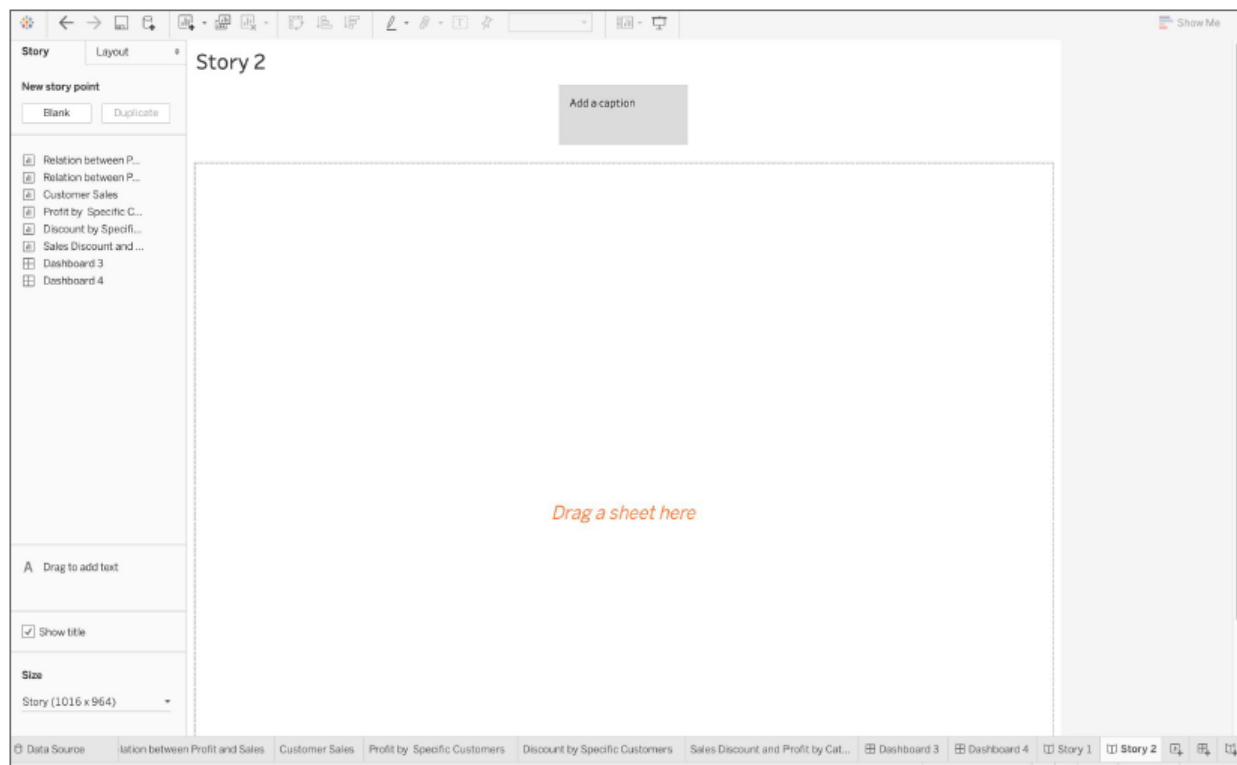 Show Me
Story
Layout
Story 2
New story point
Blank
Duplicate
Add a caption
Relation between P...
Relation between P...
Customer Sales
Profit by Specific C...
Discount by Specifi...
Sales Discount and ...
Dashboard 3
Dashboard 4
Drag a sheet here
A Drag to add text
Show title
Size
Story (1016 x 964)
Data Source lation between Profit and Sales Customer Sales Profit by Specific Customers Discount by Specific Customers Sales Discount and Profit by Cat... Dashboard 3 Dashboard 4 Story 1 Story 2